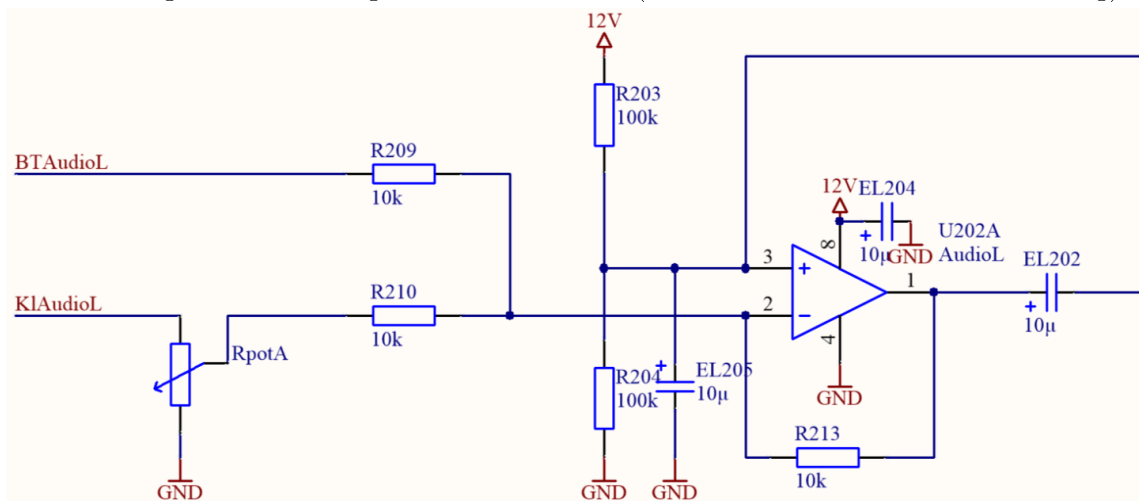 12V
R203
100k
BTAudioL
R209
10k
12V
EL204
10µ
GND
8
U202A
AudioL
3
+
1
EL202
10µ
KlAudioL
R210
10k
2
−
4
RpotA
R204
100k
EL205
10µ
GND
R213
10k
GND
GND
GND